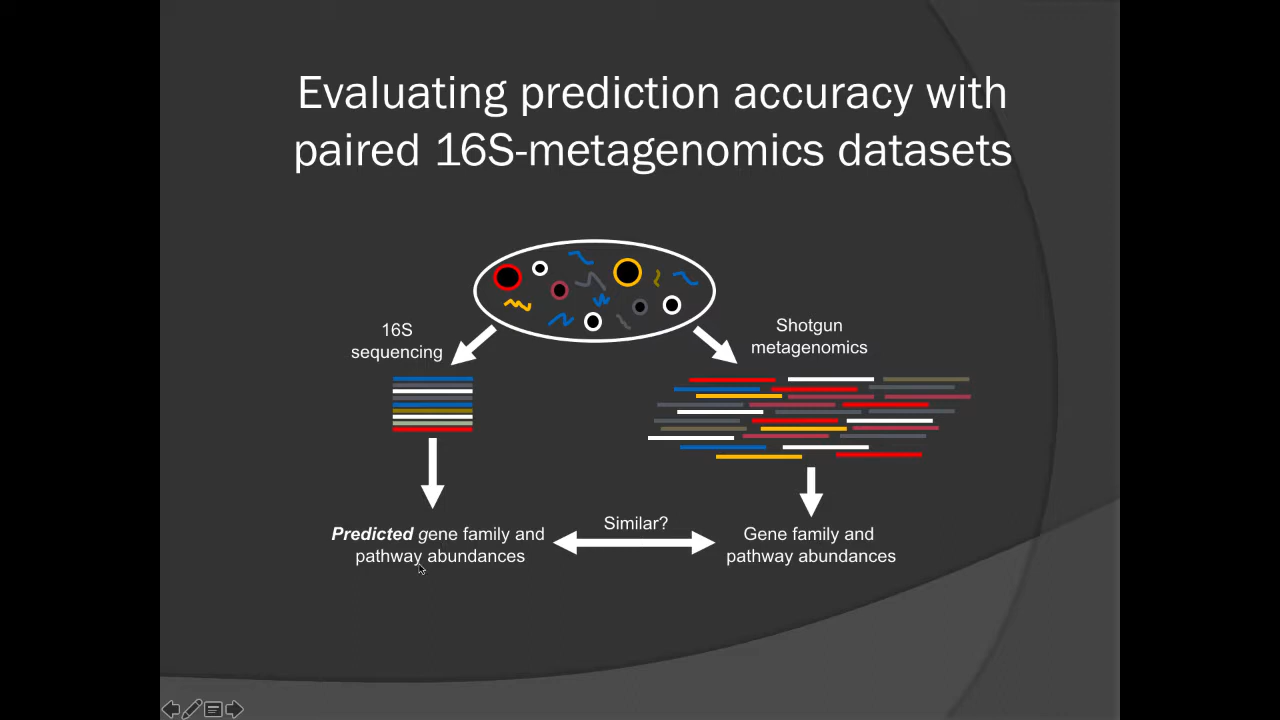 Evaluating prediction accuracy with
paired 16S-metagenomics datasets
16S
sequencing
Shotgun
metagenomics
Predicted gene family and
pathway abundances
Similar?
Gene family and
pathway abundances